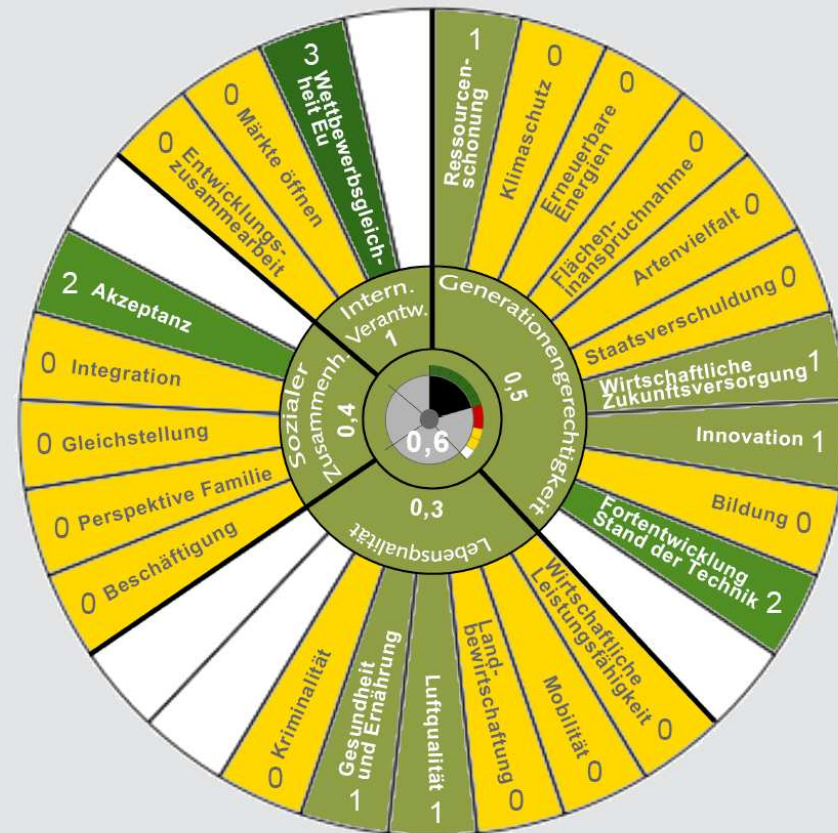 1
Ressourcen-
schonung
0
Klimaschutz
0
Erneuerbare
Energien
0
Flächen-
inanspruchnahme
Artenvielfalt 0
Staatsverschuldung 0
Wirtschaftliche
Zukunftsversorgung 1
Innovation 1
Bildung 0
Fortentwicklung
Stand der Technik 2
Wirtschaftliche
Leistungsfähigkeit
0
Mobilität
0
Land-
bewirtschaftung
0
Luftqualität
1
Gesundheit
und Ernährung
1
Kriminalität
0
0 Beschäftigung
0 Perspektive Familie
0 Gleichstellung
0 Integration
2 Akzeptanz
0 Entwicklungs-
zusammearbeit
0 Märkte öffnen
3 Wettbewerbsgleich-
heit Eu
Generationengerechtigkeit
0,5
Lebensqualität
0,3
Sozialer
Zusammenh.
0,4
Intern.
Verantw.
1
0,6